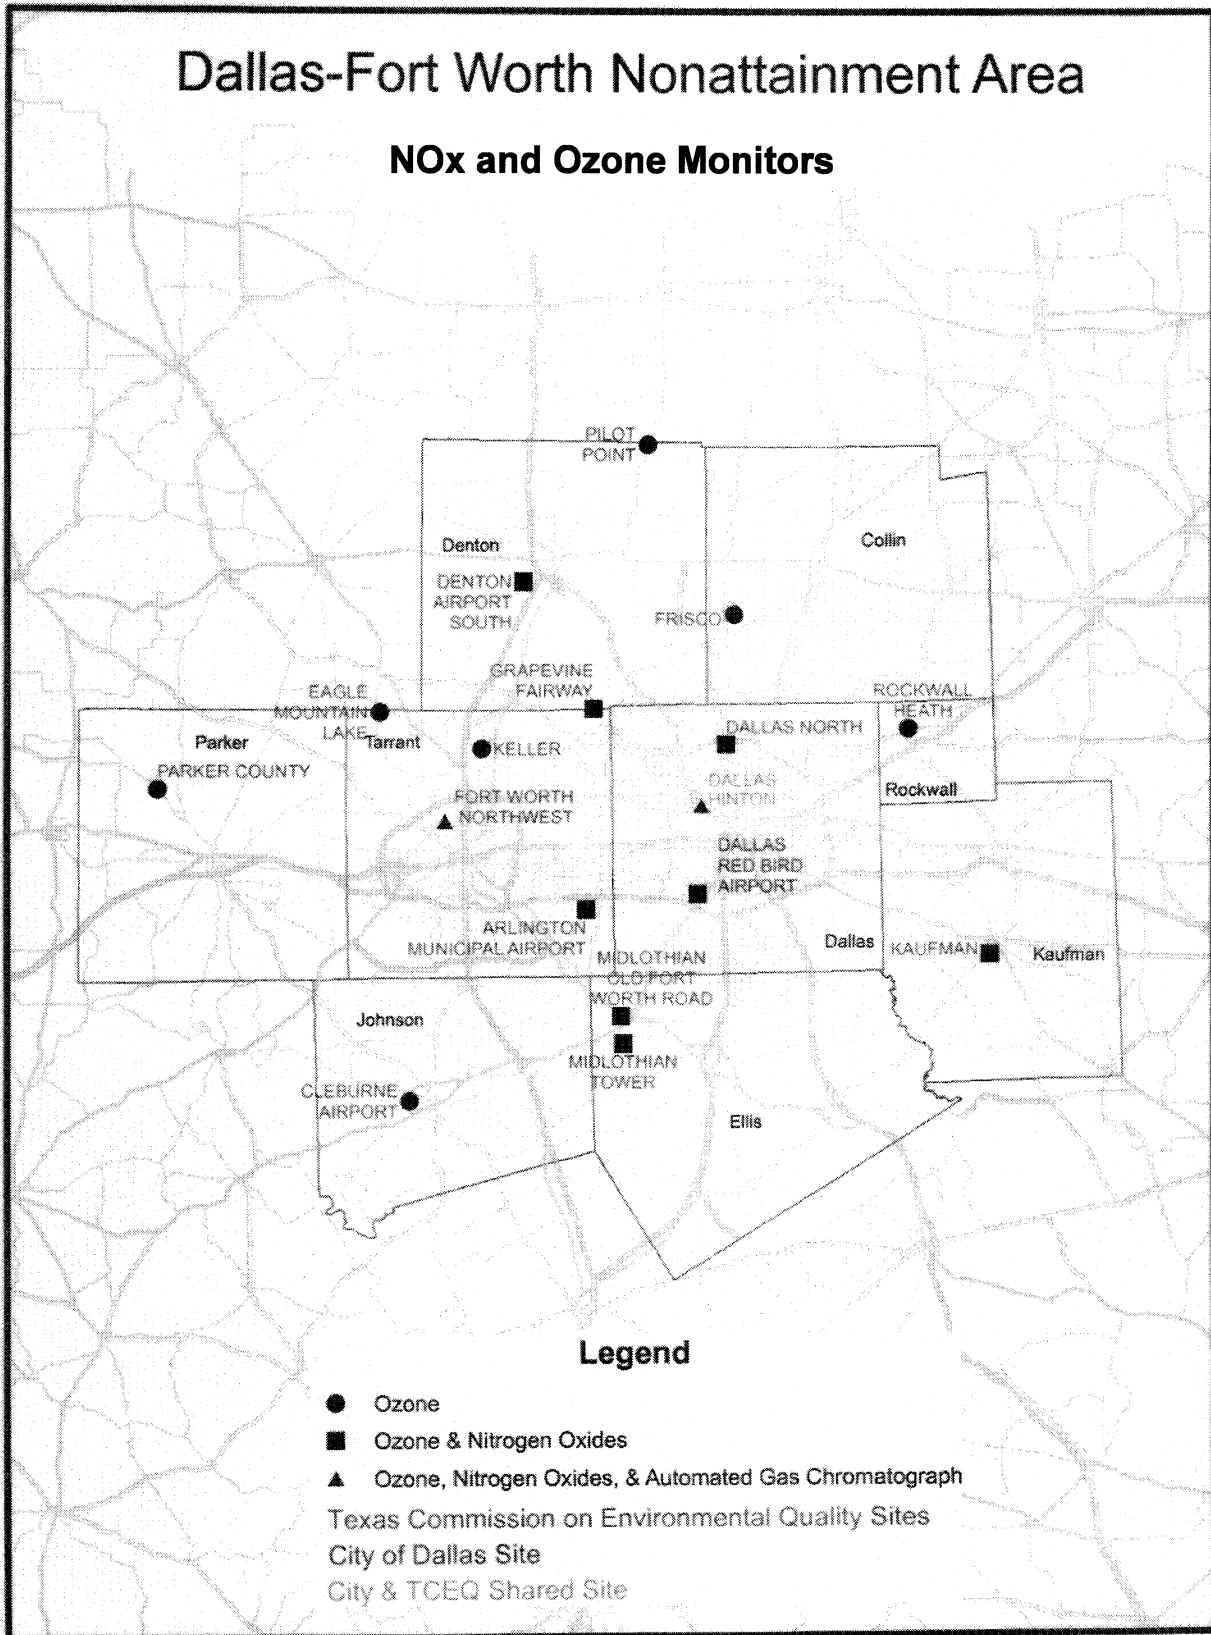 Dallas-Fort Worth Nonattainment Area
NOx and Ozone Monitors
PILOT
POINT
Denton
Collin
DENTON
AIRPORT
SOUTH
FRISCO
GRAPEVINE
FAIRWAY
EAGLE
MOUNTAIN
LAKE
ROCKWALL
HEATH
Parker
Tarrant
DALLAS NORTH
KELLER
PARKER COUNTY
DALLAS
HINTON
Rockwall
FORT WORTH
NORTHWEST
DALLAS
RED BIRD
AIRPORT
ARLINGTON
MUNICIPAL AIRPORT
Dallas
KAUFMAN
Kaufman
MIDLOTHIAN
OLD FORT
WORTH ROAD
Johnson
MIDLOTHIAN
TOWER
CLEBURNE
AIRPORT
Ellis
Legend
Ozone
Ozone & Nitrogen Oxides
Ozone, Nitrogen Oxides, & Automated Gas Chromatograph
Texas Commission on Environmental Quality Sites
City of Dallas Site
City & TCEQ Shared Site